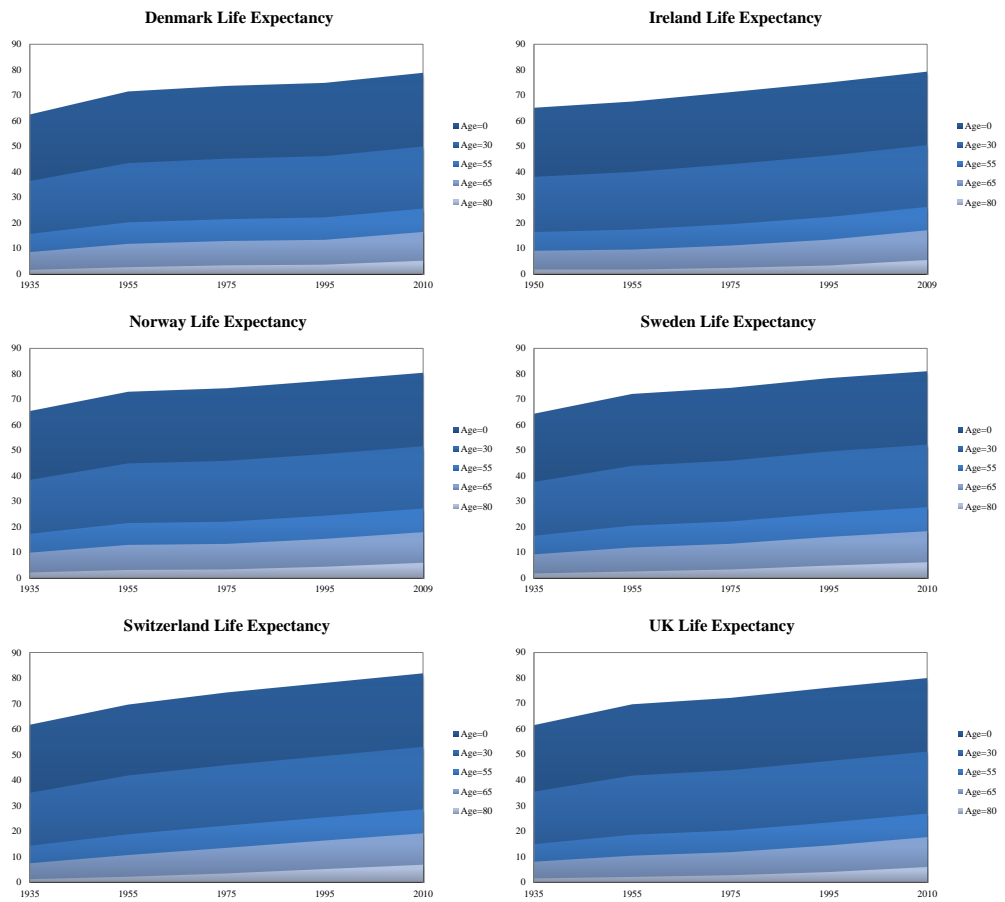 Denmark Life Expectancy
90
80
70
60
50
40
30
20
10
0
1935 1955 1975 1995 2010
Age=0
Age=30
Age=55
Age=65
Age=80
Ireland Life Expectancy
90
80
70
60
50
40
30
20
10
0
1950 1955 1975 1995 2009
Age=0
Age=30
Age=55
Age=65
Age=80
Norway Life Expectancy
90
80
70
60
50
40
30
20
10
0
1935 1955 1975 1995 2009
Age=0
Age=30
Age=55
Age=65
Age=80
Sweden Life Expectancy
90
80
70
60
50
40
30
20
10
0
1935 1955 1975 1995 2010
Age=0
Age=30
Age=55
Age=65
Age=80
Switzerland Life Expectancy
90
80
70
60
50
40
30
20
10
0
1935 1955 1975 1995 2010
Age=0
Age=30
Age=55
Age=65
Age=80
UK Life Expectancy
90
80
70
60
50
40
30
20
10
0
1935 1955 1975 1995 2010
Age=0
Age=30
Age=55
Age=65
Age=80